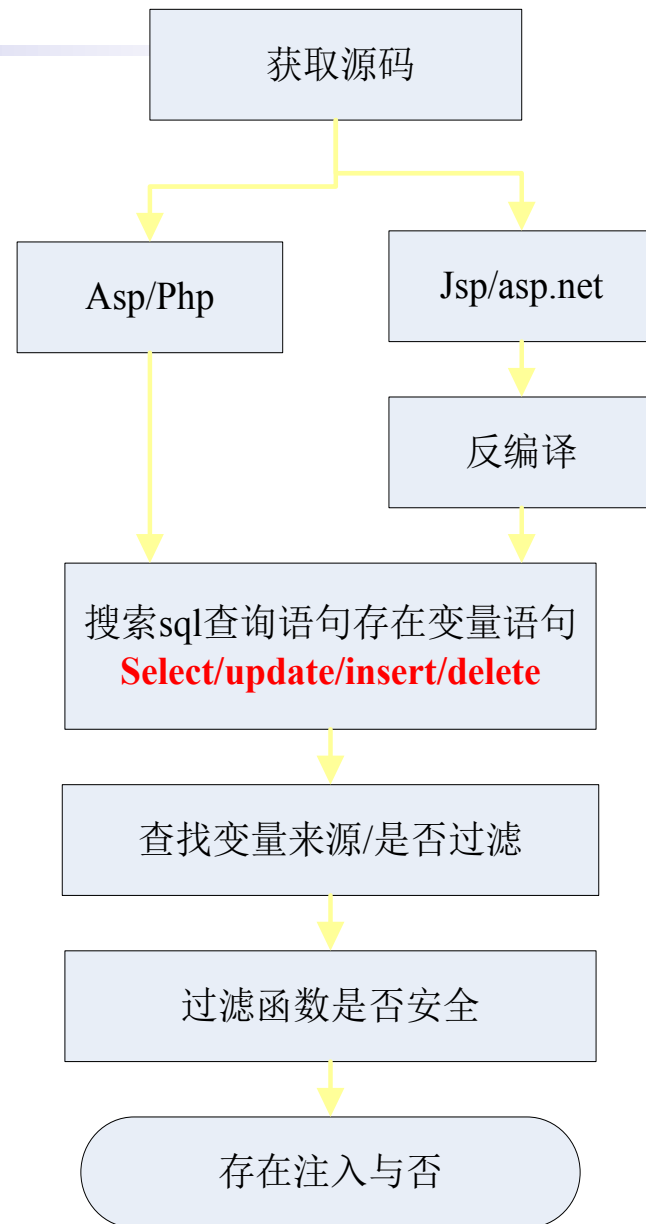 获取源码
Asp/Php
Jsp/asp.net
反编译
搜索sql查询语句存在变量语句
Select/update/insert/delete
查找变量来源/是否过滤
过滤函数是否安全
存在注入与否